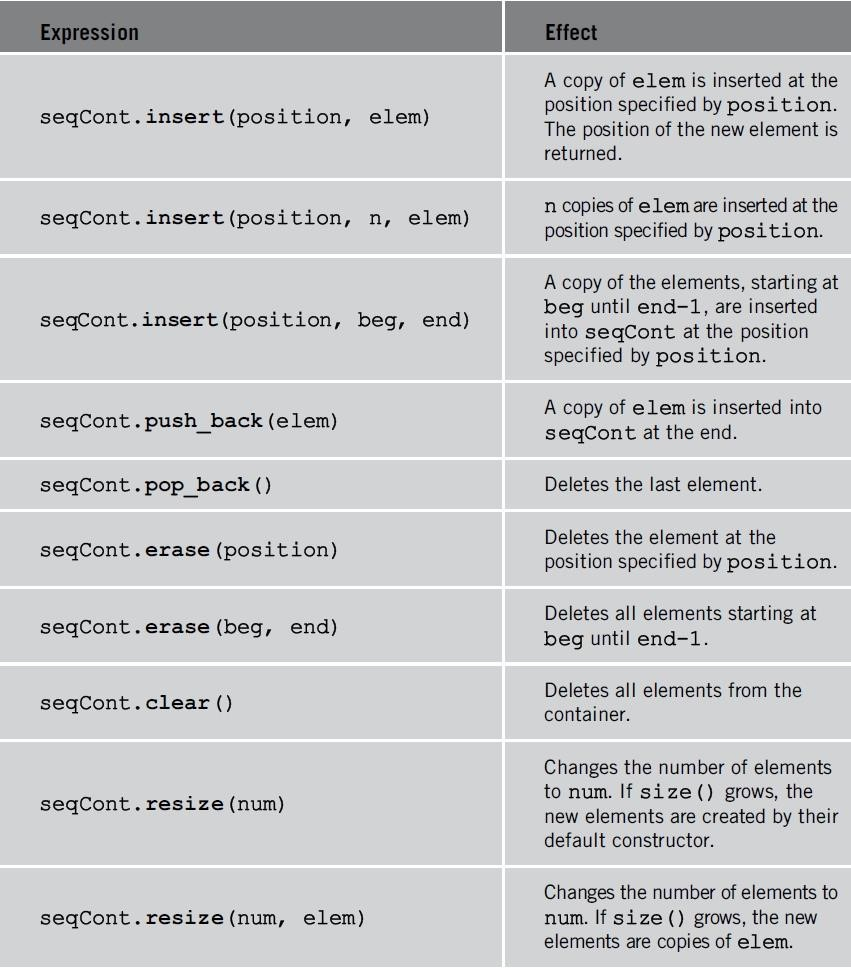 Expression Effect
seqCont.insert(position, elem)
A copy of elem is inserted at the
position specified by position.
The position of the new element is
returned.
seqCont.insert(position, n, elem)
n copies of elem are inserted at the
position specified by position.
seqCont.insert(position, beg, end)
A copy of the elements, starting at
beg until end-1, are inserted
into seqCont at the position
specified by position.
seqCont.push_back(elem)
A copy of elem is inserted into
seqCont at the end.
seqCont.pop_back()
Deletes the last element.
seqCont.erase(position)
Deletes the element at the
position specified by position.
seqCont.erase(beg, end)
Deletes all elements starting at
beg until end-1.
seqCont.clear()
Deletes all elements from the
container.
seqCont.resize(num)
Changes the number of elements
to num. If size() grows, the
new elements are created by their
default constructor.
seqCont.resize(num, elem)
Changes the number of elements to
num. If size() grows, the new
elements are copies of elem.